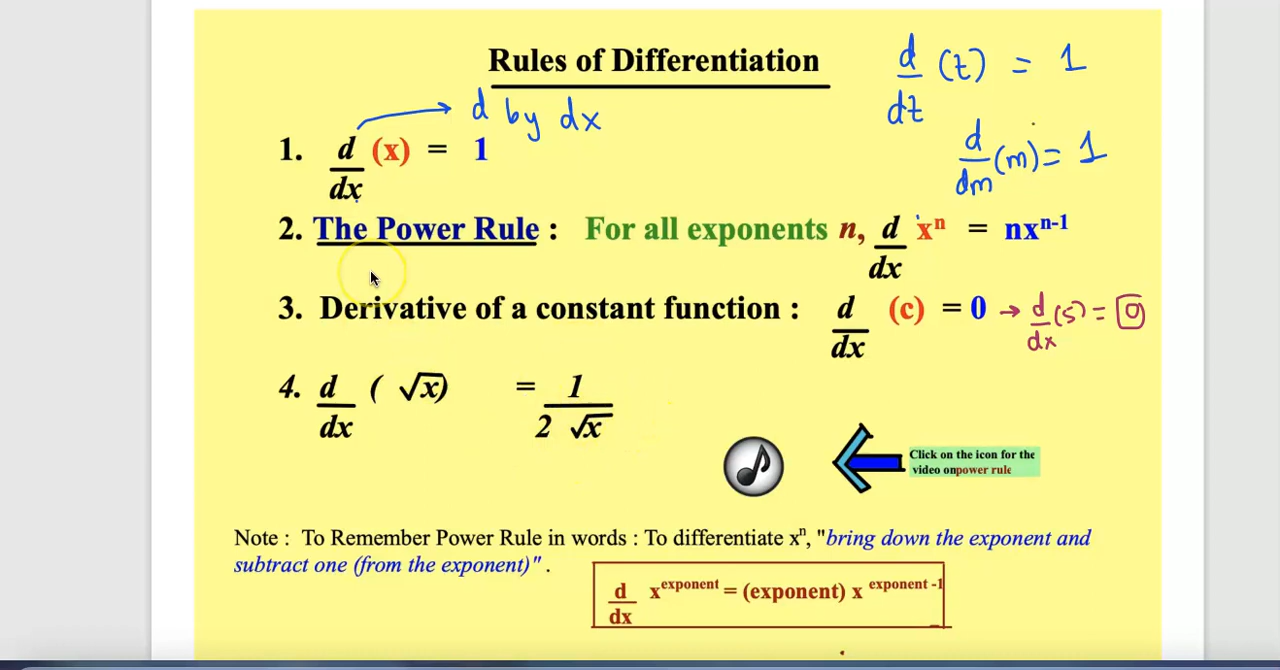 Rules of Differentiation
d/dt (t) = 1
d by dx
1. d/dx (x) = 1
d/dm (m) = 1
2. The Power Rule : For all exponents n, d/dx xⁿ = nxⁿ⁻¹
3. Derivative of a constant function : d/dx (c) = 0 → d/dx (5) = 0
4. d/dx ( √x) = 1/2 √x
Click on the icon for the
video onpower rule
Note : To Remember Power Rule in words : To differentiate xⁿ, "bring down the exponent and
subtract one (from the exponent)" .
d/dx x^exponent = (exponent) x ^exponent -1